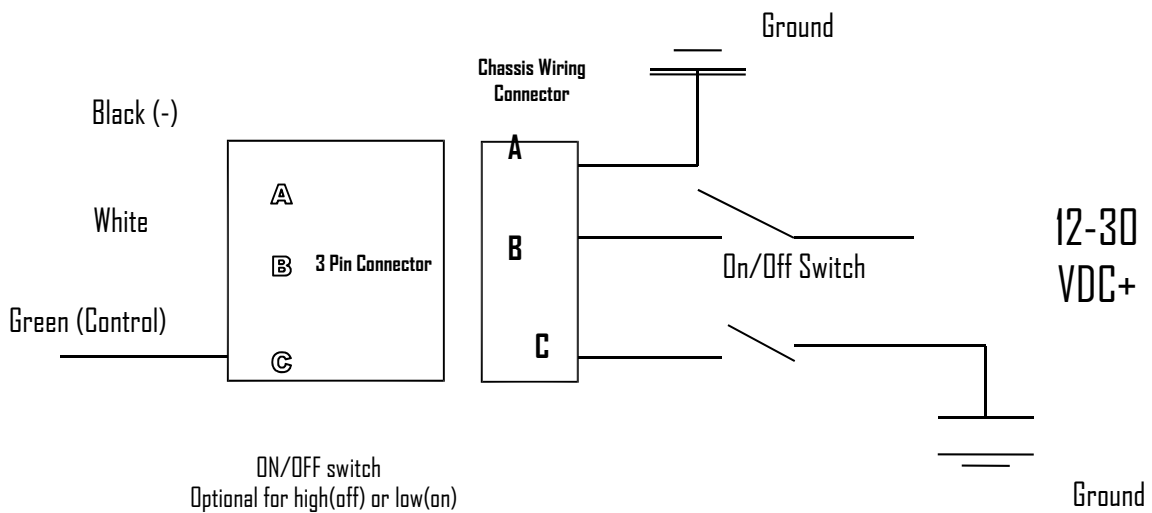 Ground
Chassis Wiring
Connector
Black (-)
A
A
White
B
3 Pin Connector
B
On/Off Switch
12-30
VDC+
Green (Control)
C
C
ON/OFF switch
Optional for high(off) or low(on)
Ground